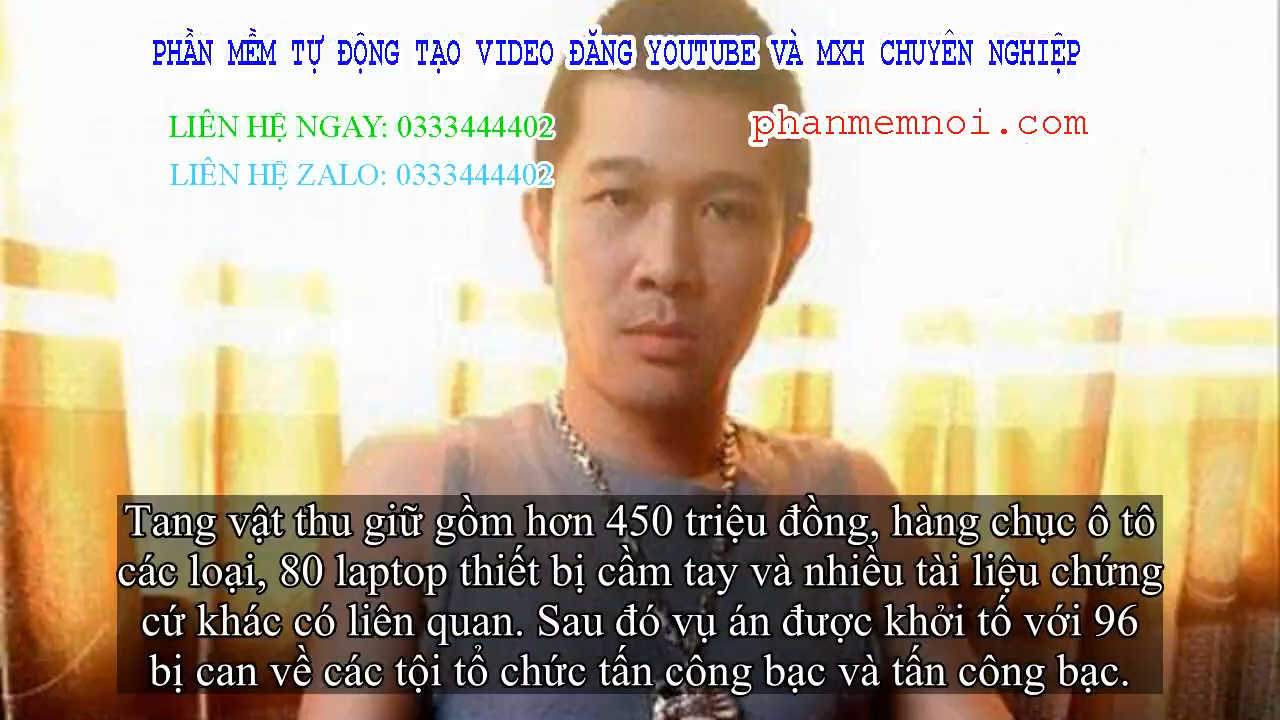 PHẦN MỀM TỰ ĐỘNG TẠO VIDEO ĐĂNG YOUTUBE VÀ MXH CHUYÊN NGHIỆP
LIÊN HỆ NGAY: 0333444402
phanmemnoi.com
LIÊN HỆ ZALO: 0333444402
Tang vật thu giữ gồm hơn 450 triệu đồng, hàng chục ô tô
các loại, 80 laptop thiết bị cầm tay và nhiều tài liệu chứng
cứ khác có liên quan. Sau đó vụ án được khởi tố với 96
bị can về các tội tổ chức tấn công bạc và tấn công bạc.